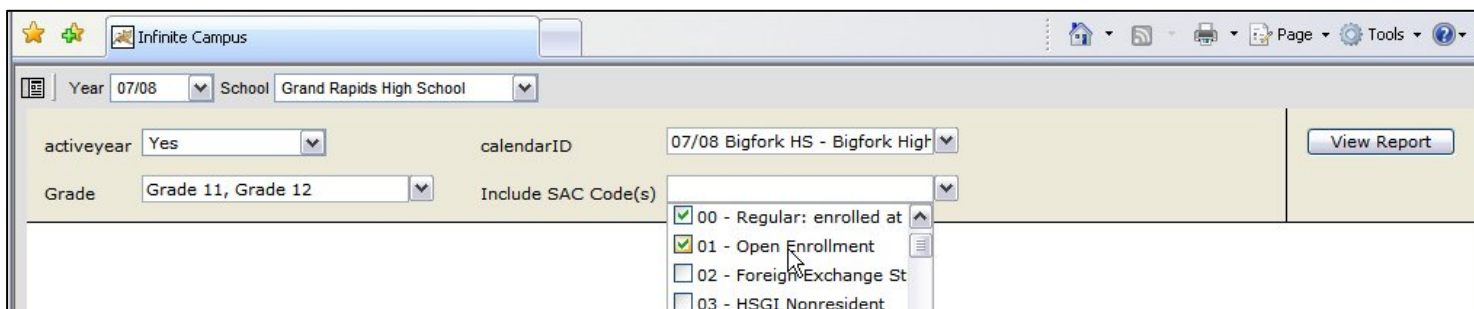 Infinite Campus
Page Tools
Year 07/08 School Grand Rapids High School
activeyear Yes calendarID 07/08 Bigfork HS - Bigfork High View Report
Grade Grade 11, Grade 12 Include SAC Code(s)
00 - Regular: enrolled at
01 - Open Enrollment
02 - Foreign Exchange St
03 - HSGI Nonresident